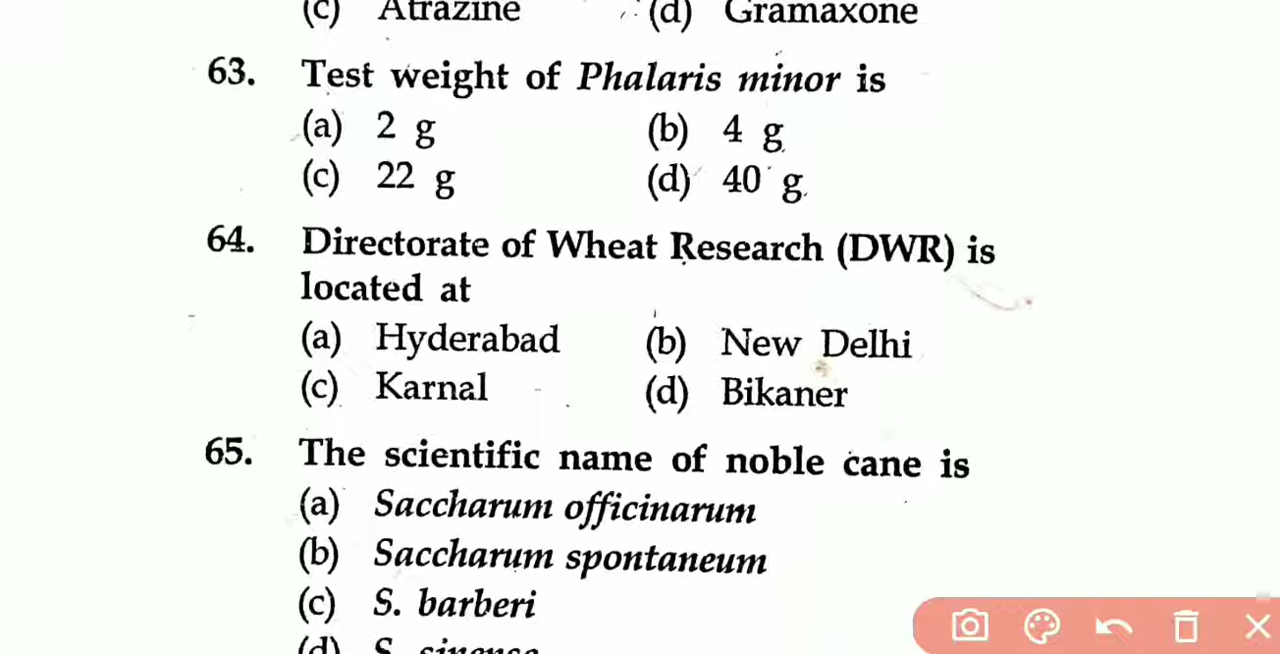 (c) Atrazine (d) Gramaxone
63. Test weight of Phalaris minor is
(a) 2 g (b) 4 g
(c) 22 g (d) 40 g
64. Directorate of Wheat Research (DWR) is
located at
(a) Hyderabad (b) New Delhi
(c) Karnal (d) Bikaner
65. The scientific name of noble cane is
(a) Saccharum officinarum
(b) Saccharum spontaneum
(c) S. barberi
(d) S. sinense